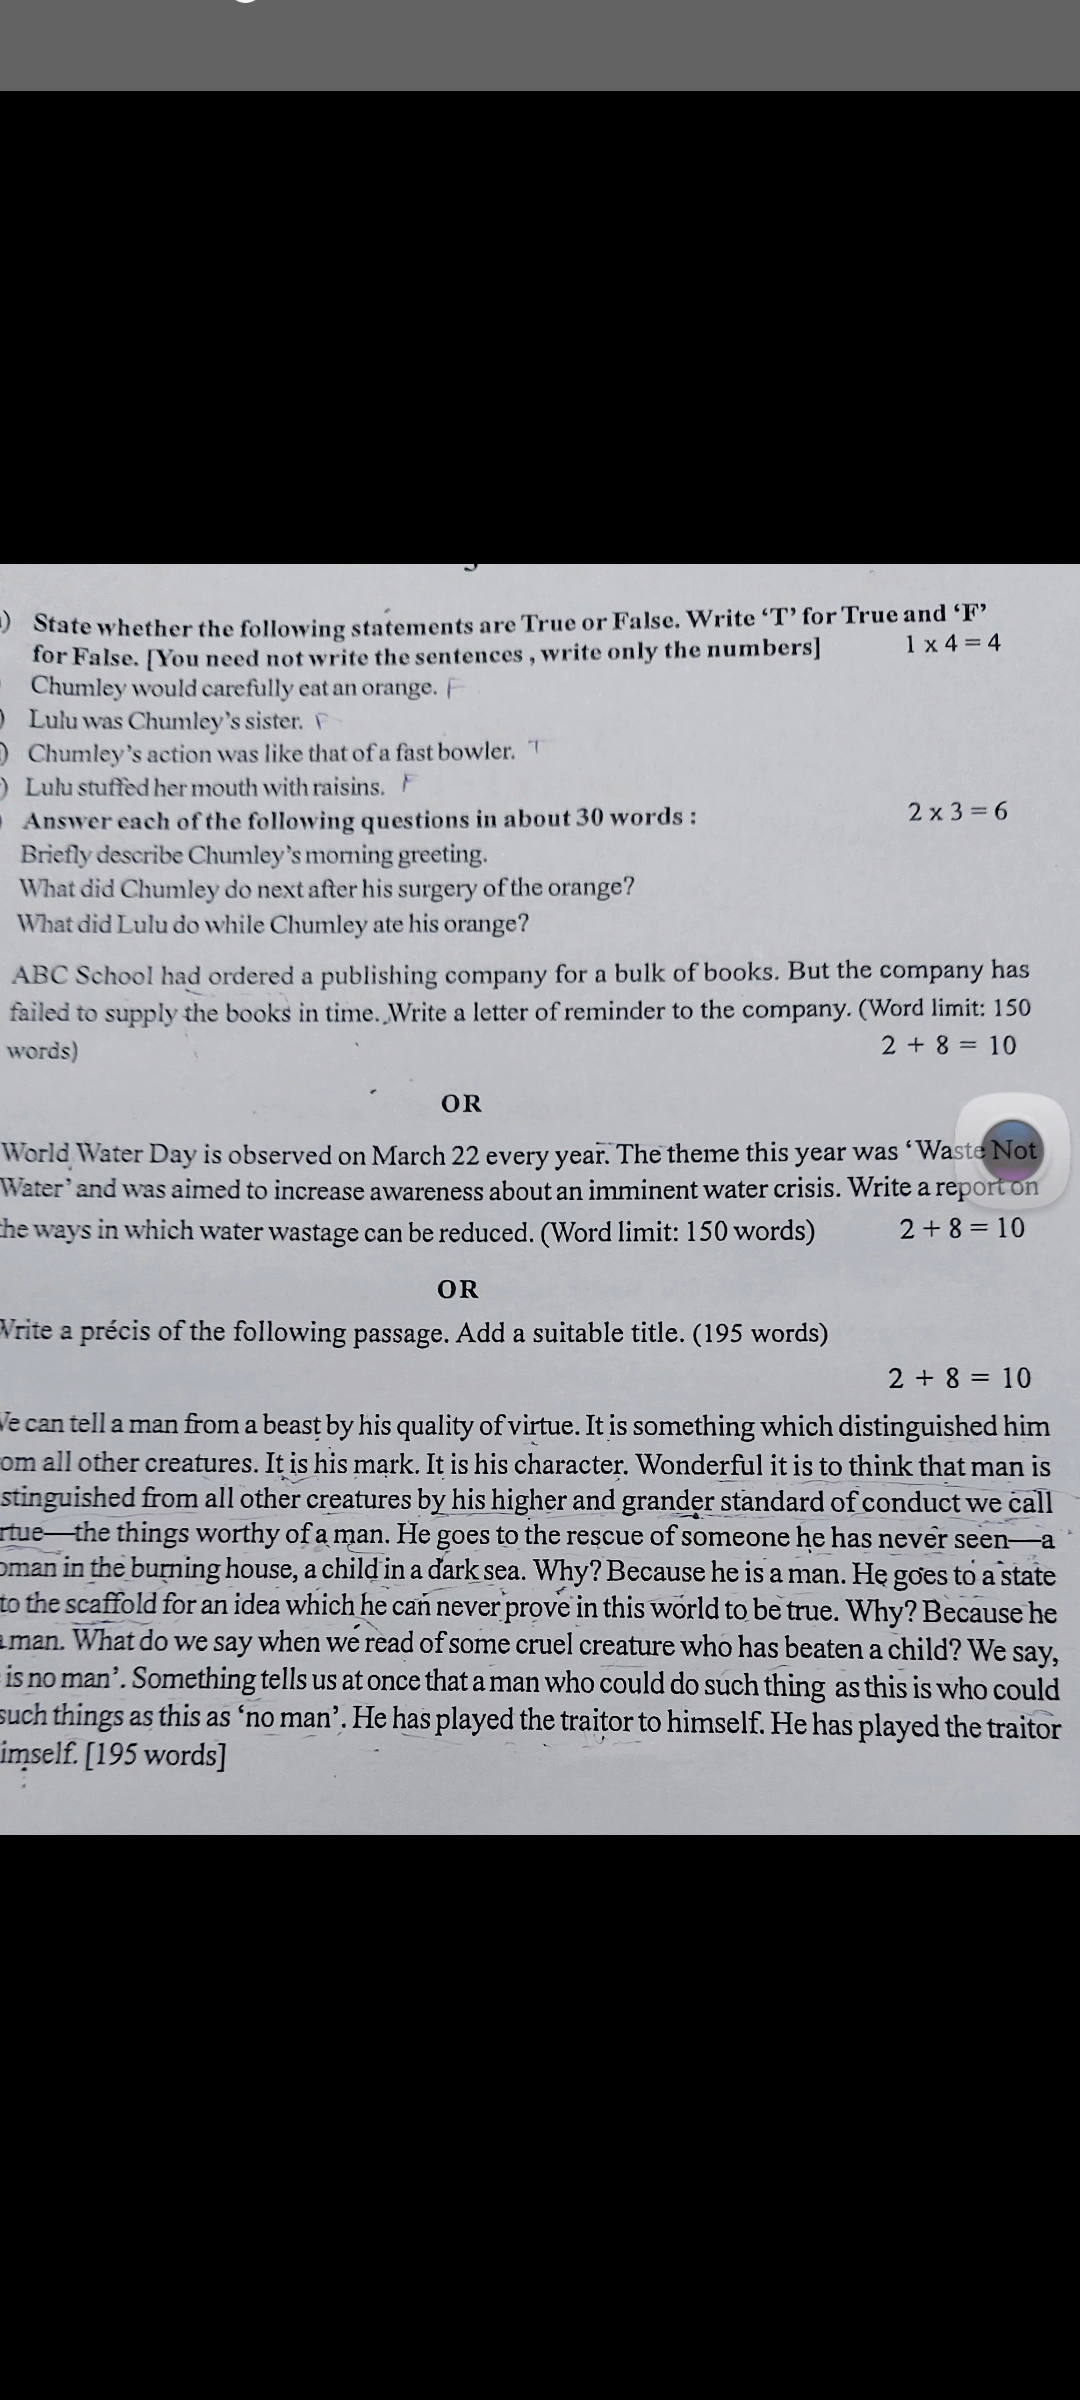 ) State whether the following statements are True or False. Write ‘T’ for True and ‘F’
for False. [You need not write the sentences , write only the numbers] 1 x 4 = 4
Chumley would carefully eat an orange. F
) Lulu was Chumley’s sister. F
) Chumley’s action was like that of a fast bowler. T
) Lulu stuffed her mouth with raisins. F
Answer each of the following questions in about 30 words : 2 x 3 = 6
Briefly describe Chumley’s morning greeting.
What did Chumley do next after his surgery of the orange?
What did Lulu do while Chumley ate his orange?
ABC School had ordered a publishing company for a bulk of books. But the company has
failed to supply the books in time. Write a letter of reminder to the company. (Word limit: 150
words) 2 + 8 = 10
OR
World Water Day is observed on March 22 every year. The theme this year was ‘Waste Not
Water’ and was aimed to increase awareness about an imminent water crisis. Write a report on
the ways in which water wastage can be reduced. (Word limit: 150 words) 2 + 8 = 10
OR
Write a précis of the following passage. Add a suitable title. (195 words)
2 + 8 = 10
We can tell a man from a beast by his quality of virtue. It is something which distinguished him
om all other creatures. It is his mark. It is his character. Wonderful it is to think that man is
stinguished from all other creatures by his higher and grander standard of conduct we call
rtue—the things worthy of a man. He goes to the rescue of someone he has never seen—a
oman in the burning house, a child in a dark sea. Why? Because he is a man. He goes to a state
to the scaffold for an idea which he can never prove in this world to be true. Why? Because he
a man. What do we say when we read of some cruel creature who has beaten a child? We say,
is no man’. Something tells us at once that a man who could do such thing as this is who could
such things as this as ‘no man’. He has played the traitor to himself. He has played the traitor
imself. [195 words]